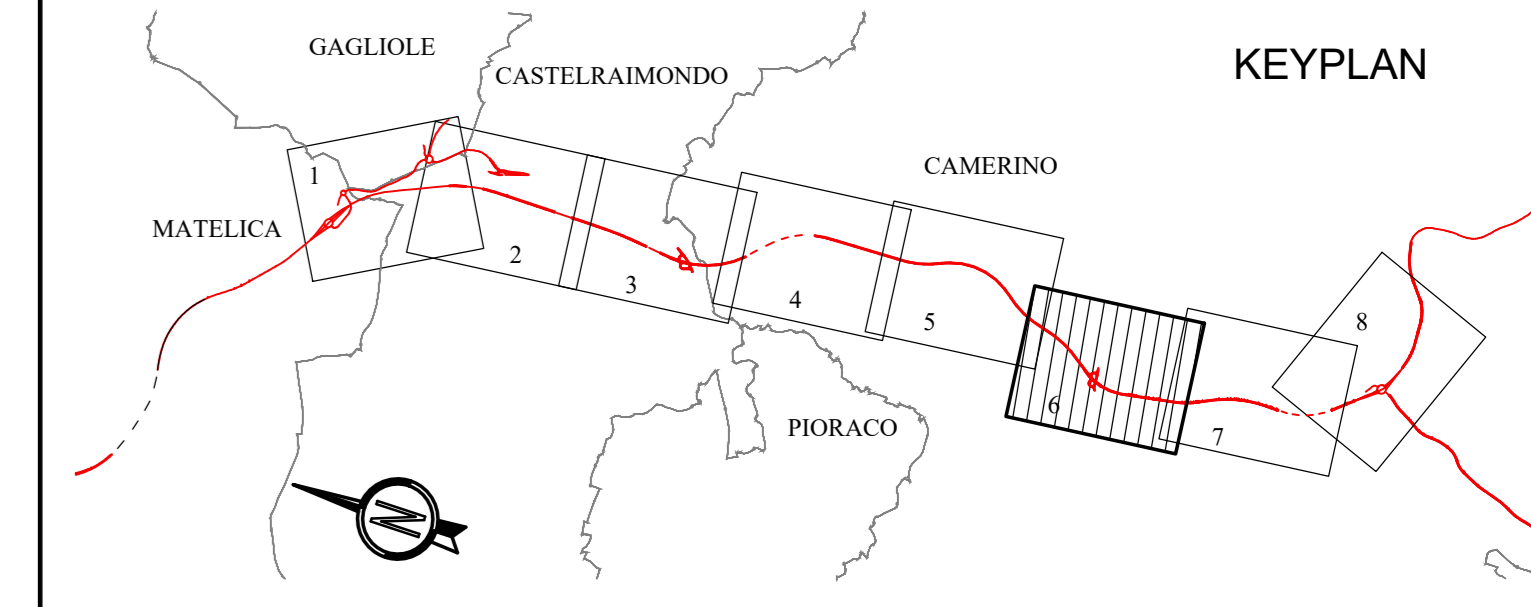 GAGLIOLE
KEYPLAN
CASTELRAIMONDO
CAMERINO
1
MATELICA
2
3
4
5
8
6
7
PIORACO
N